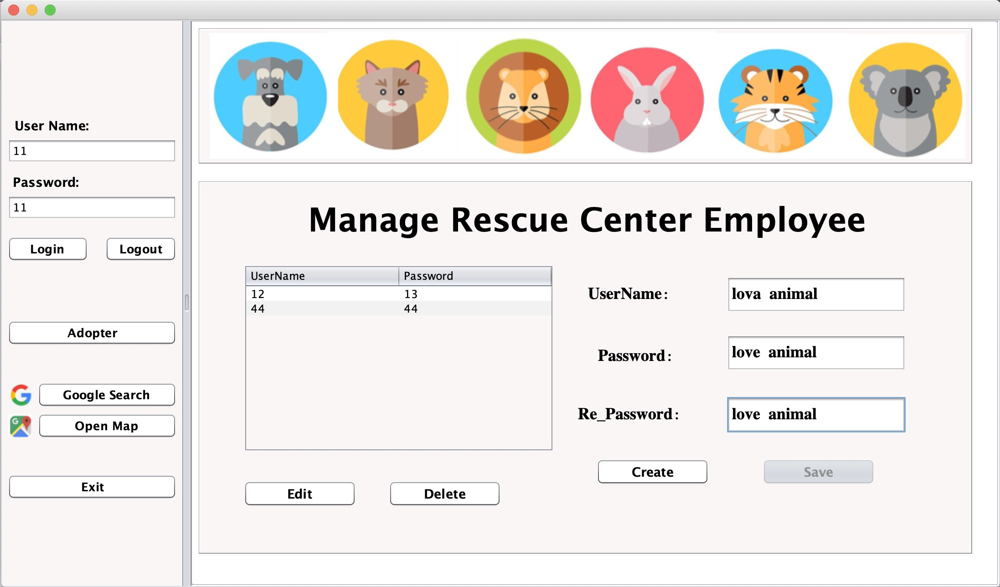 User Name:
11
Password:
11
Login Logout
Adopter
Google Search
Open Map
Exit
Manage Rescue Center Employee
UserName Password
12 13
44 44
Edit Delete
UserName:
lova animal
Password:
love animal
Re_Password:
love animal
Create Save